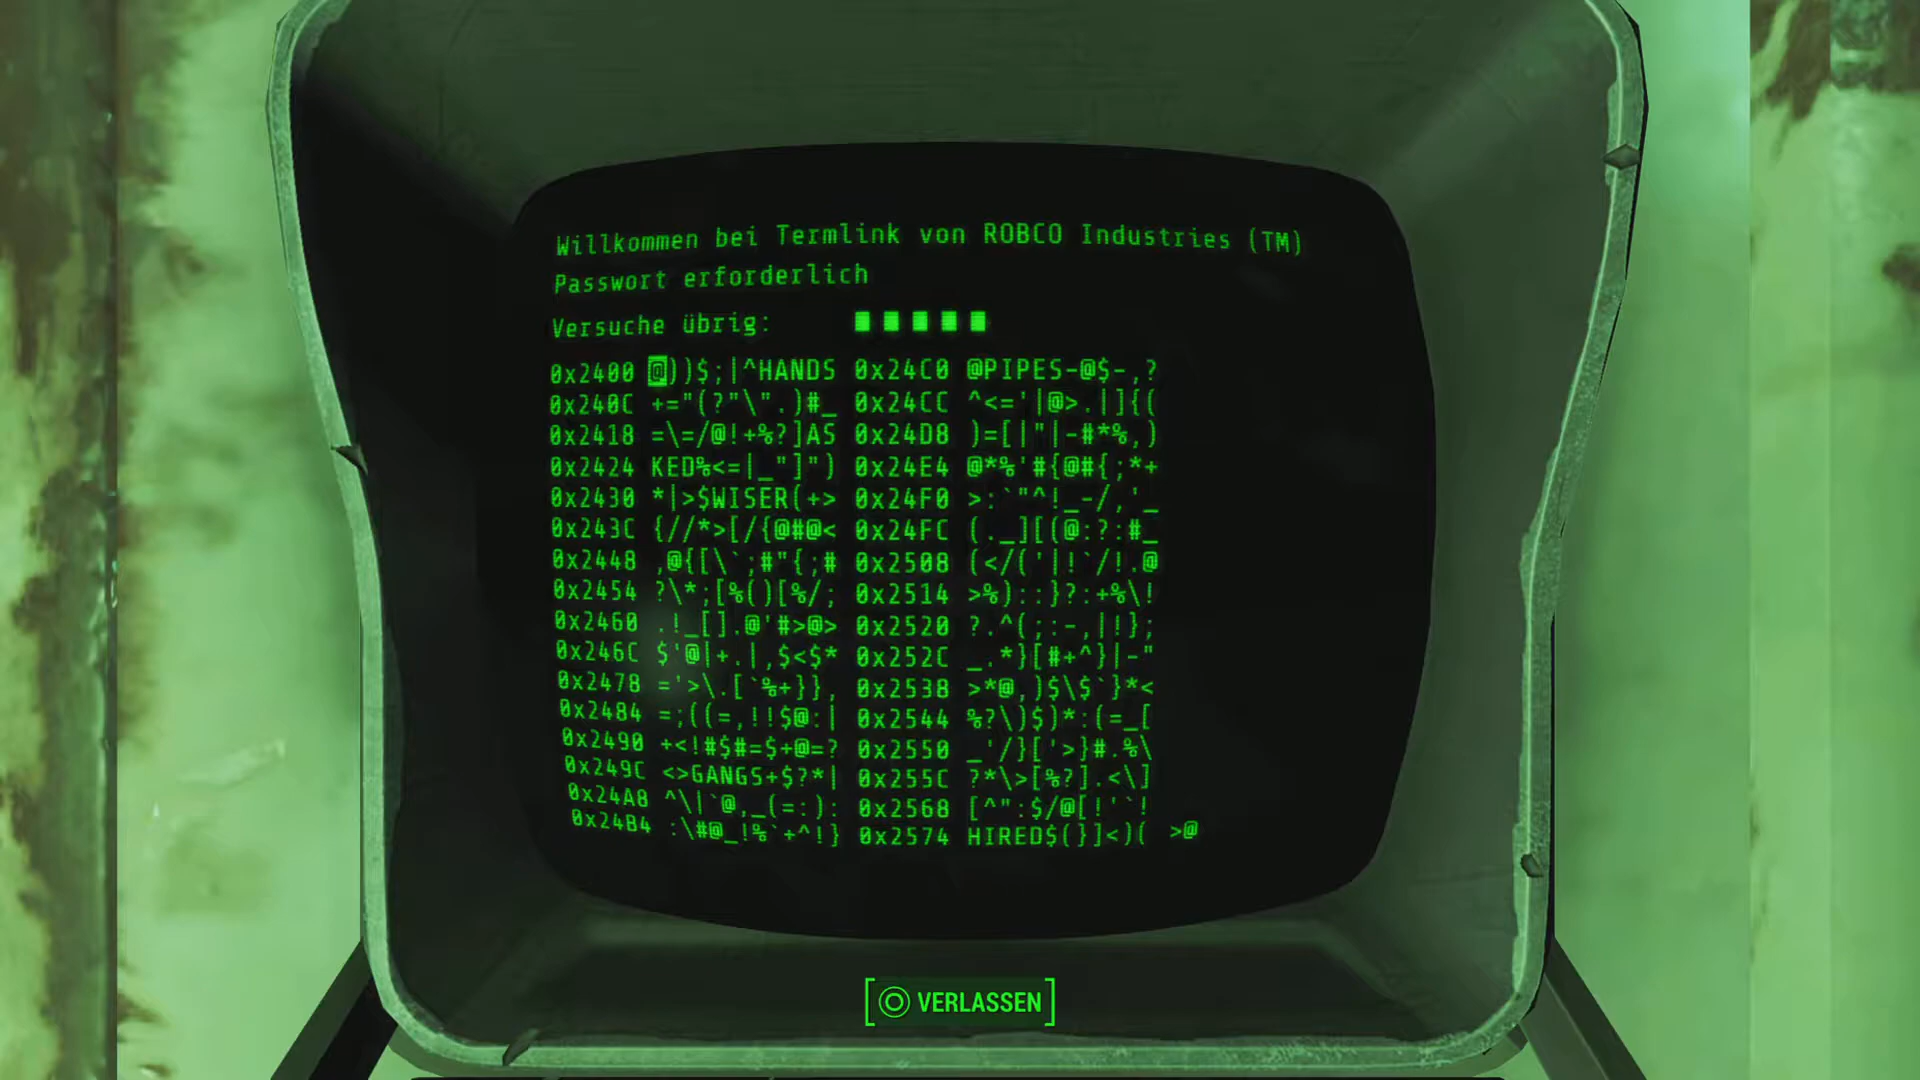 Willkommen bei Termlink von ROBCO Industries (TM)
Passwort erforderlich
Versuche übrig: ■ ■ ■ ■ ■
0x2400 @))$;|^HANDS 0x24C0 @PIPES-@$-,?
0x240C +="(?"\".)#_ 0x24CC ^<='|@>.|]{(
0x2418 =\=/@!+%?]AS 0x24D8 )=[|"|-#*%,)
0x2424 KED%<=|_"]") 0x24E4 @*%'#{@#{;*+
0x2430 *|>$WISER(+> 0x24F0 >:`"^!_-/,'_
0x243C {//*>[/{@#@< 0x24FC (._][(@:?:#_
0x2448 ,@{[\`;#"{;# 0x2508 (</('|!`/!.@
0x2454 ?\*;[%()[%/; 0x2514 >%)::}?:+%\!
0x2460 .!_[].@'#>@> 0x2520 ?.^(;:-,|!};
0x246C $'@|+.|,$<$* 0x252C _.*}[#+^}|-"
0x2478 ='>\.[`%+}}, 0x2538 >*@,)$\$`}*<
0x2484 =;((=,!!$@:| 0x2544 %?\)$)*:(=_[
0x2490 +<!#$#=$+@=? 0x2550 _'/}['>}#.%\
0x249C <>GANGS+$?*| 0x255C ?*\>[%?].<\]
0x24A8 ^\|`@,_(=:): 0x2568 [^":$/@[!'`!
0x24B4 :\#@_!%`+^!} 0x2574 HIRED$(}]<)( >@
VERLASSEN